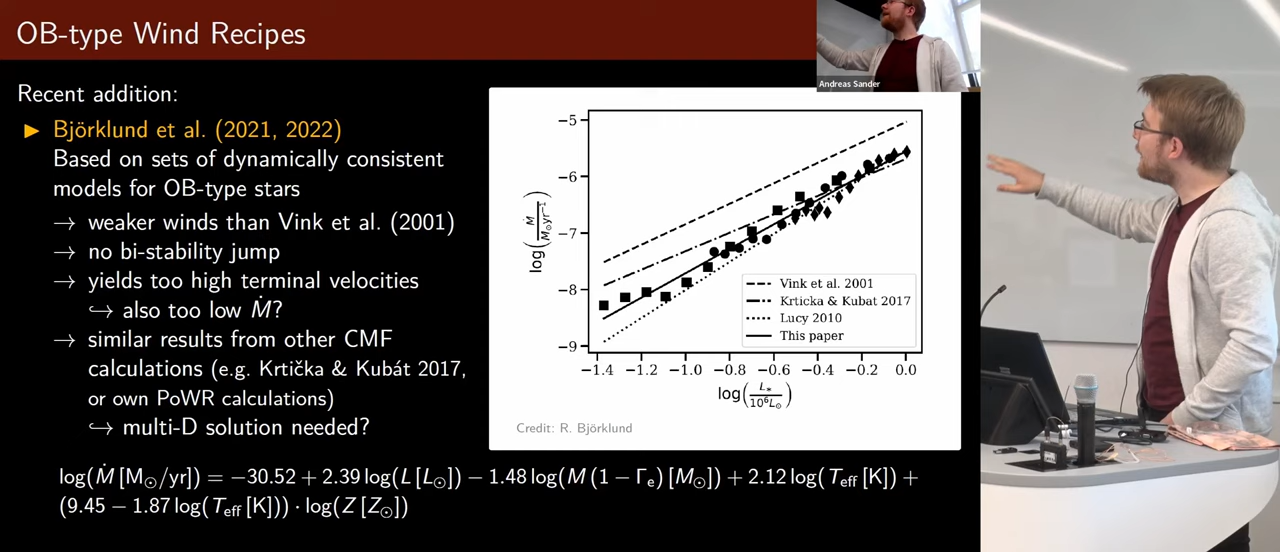 OB-type Wind Recipes
Andreas Sander
Recent addition:
▶ Björklund et al. (2021, 2022)
Based on sets of dynamically consistent
models for OB-type stars
→ weaker winds than Vink et al. (2001)
→ no bi-stability jump
→ yields too high terminal velocities
↪ also too low Ṁ?
→ similar results from other CMF
calculations (e.g. Krtička & Kubát 2017,
or own PoWR calculations)
↪ multi-D solution needed?
−5
−6
−7
−8
−9
log(Ṁ / M⊙yr−1)
Vink et al. 2001
Krticka & Kubat 2017
Lucy 2010
This paper
−1.4 −1.2 −1.0 −0.8 −0.6 −0.4 −0.2 0.0
log(L* / 10⁶L⊙)
Credit: R. Björklund
log(Ṁ [M⊙/yr]) = −30.52 + 2.39 log(L [L⊙]) − 1.48 log(M (1 − Γe) [M⊙]) + 2.12 log(Teff [K]) +
(9.45 − 1.87 log(Teff [K])) · log(Z [Z⊙])